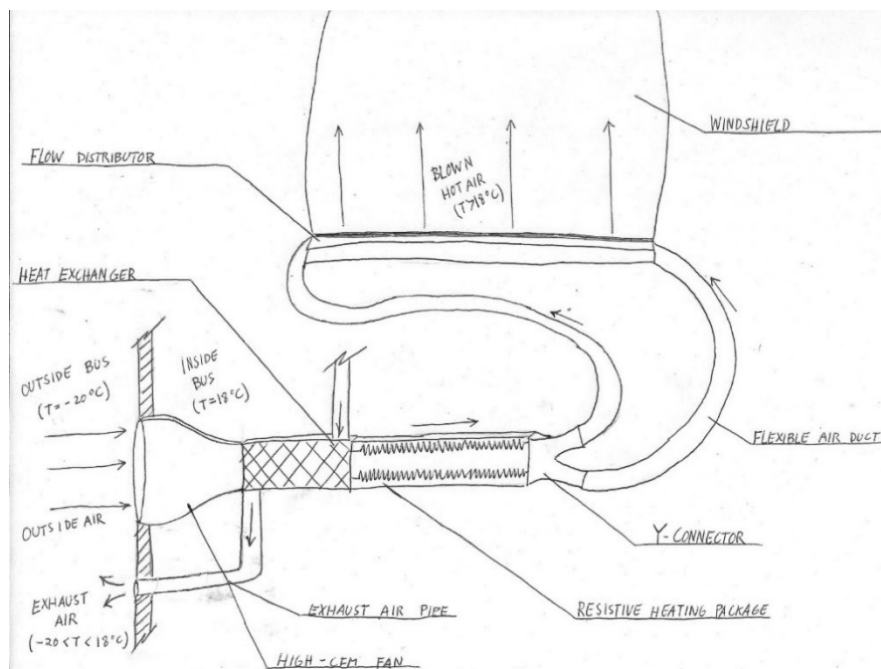 WINDSHIELD
FLOW DISTRIBUTOR
BLOWN
HOT AIR
(T>18°C)
HEAT EXCHANGER
OUTSIDE BUS
(T=-20°C)
INSIDE
BUS
(T=18°C)
FLEXIBLE AIR DUCT
OUTSIDE AIR
Y-CONNECTOR
EXHAUST
AIR
(-20<T<18°C)
EXHAUST AIR PIPE
RESISTIVE HEATING PACKAGE
HIGH-CFM FAN